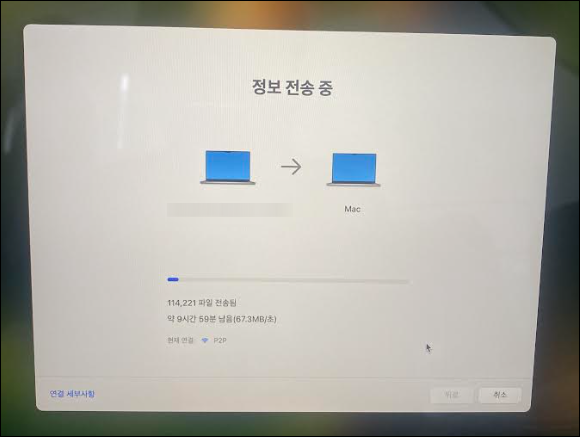 정보 전송 중
Mac
114,221 파일 전송됨
약 9시간 59분 남음(67.3MB/초)
현재 연결: P2P
연결 세부사항
뒤로
취소